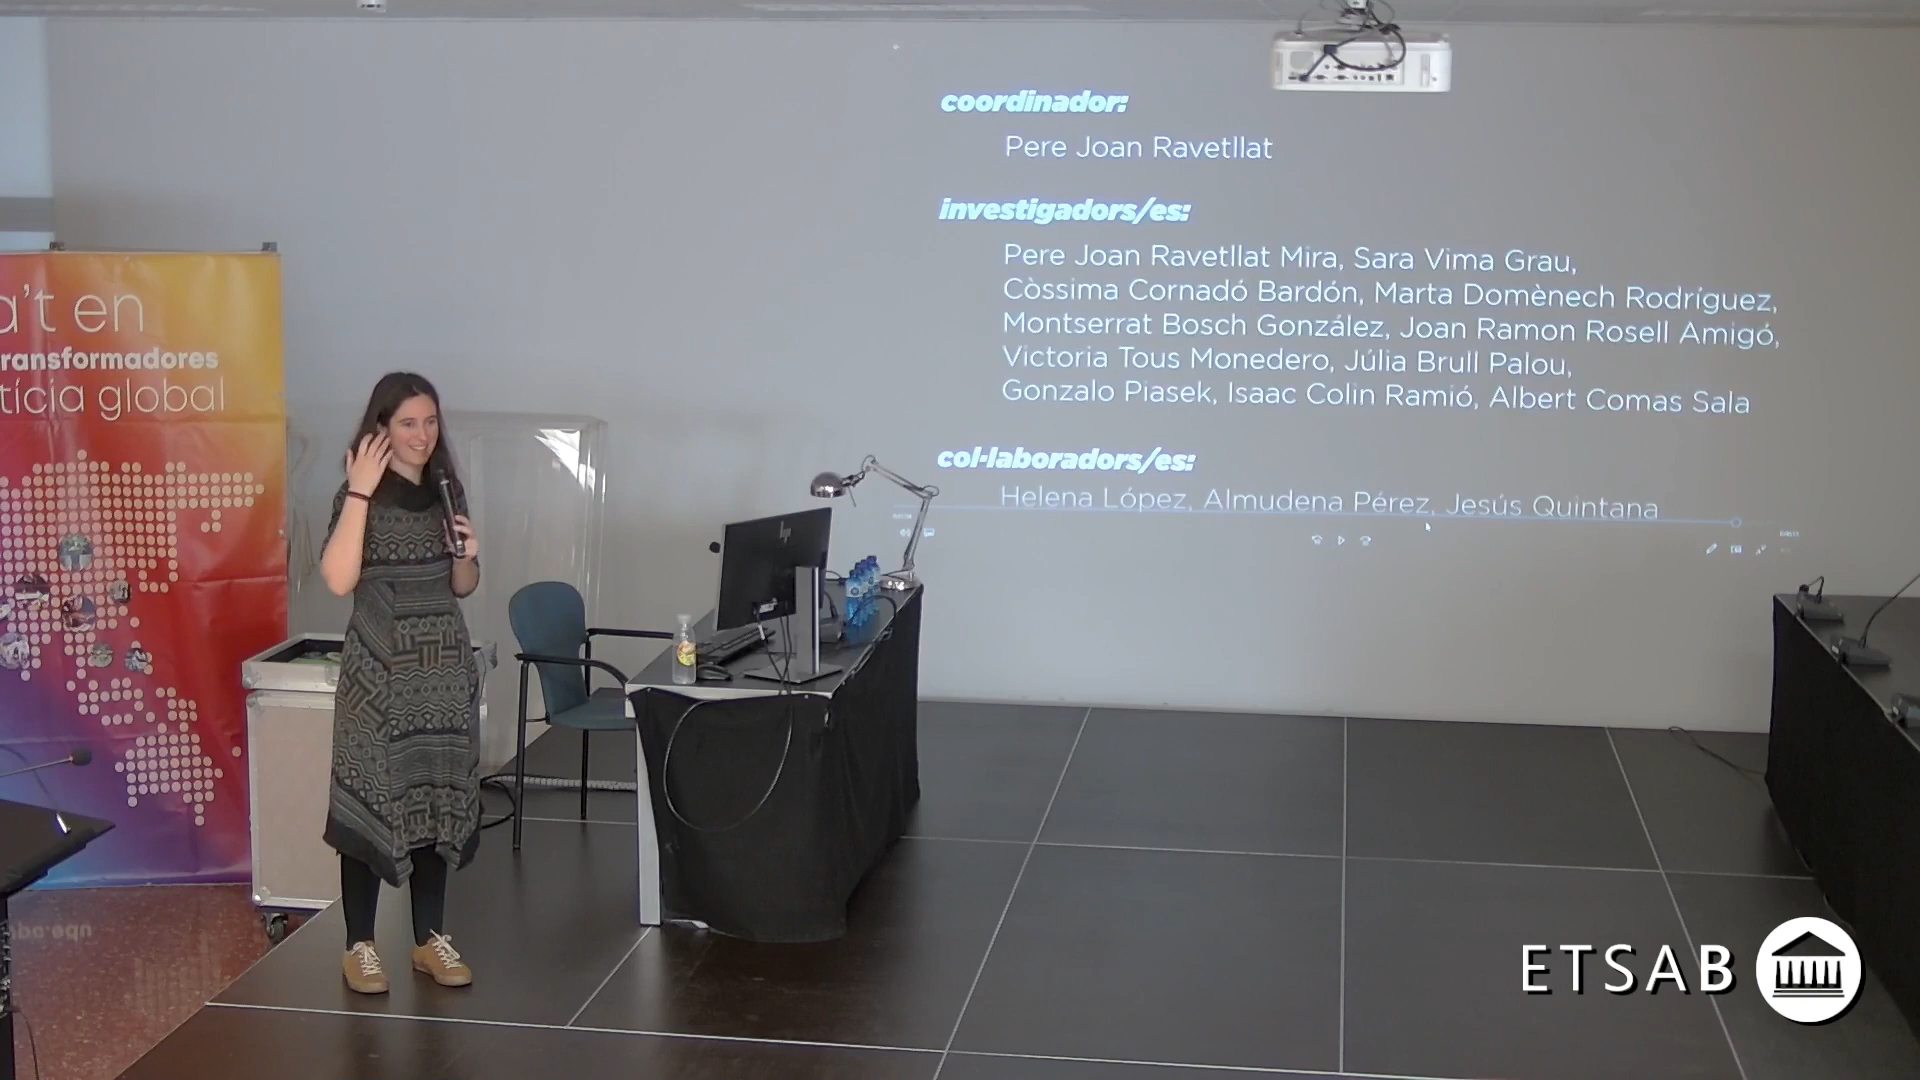 a't en
ransformadores
tícia global
coordinador:
Pere Joan Ravetllat
investigadors/es:
Pere Joan Ravetllat Mira, Sara Vima Grau,
Còssima Cornadó Bardón, Marta Domènech Rodríguez,
Montserrat Bosch González, Joan Ramon Rosell Amigó,
Victoria Tous Monedero, Júlia Brull Palou,
Gonzalo Piasek, Isaac Colin Ramió, Albert Comas Sala
col·laboradors/es:
Helena López, Almudena Pérez, Jesús Quintana
hp
ETSAB